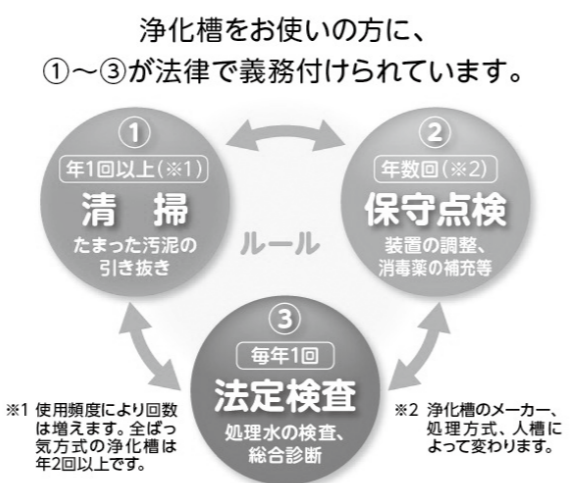 浄化槽をお使いの方に、
①～③が法律で義務付けられています。
①
年1回以上(※1)
清 掃
たまった汚泥の
引き抜き
②
年数回(※2)
保守点検
装置の調整、
消毒薬の補充等
ルール
③
毎年1回
法定検査
処理水の検査、
総合診断
※1 使用頻度により回数
は増えます。全ばっ
気方式の浄化槽は
年2回以上です。
※2 浄化槽のメーカー、
処理方式、人槽に
よって変わります。